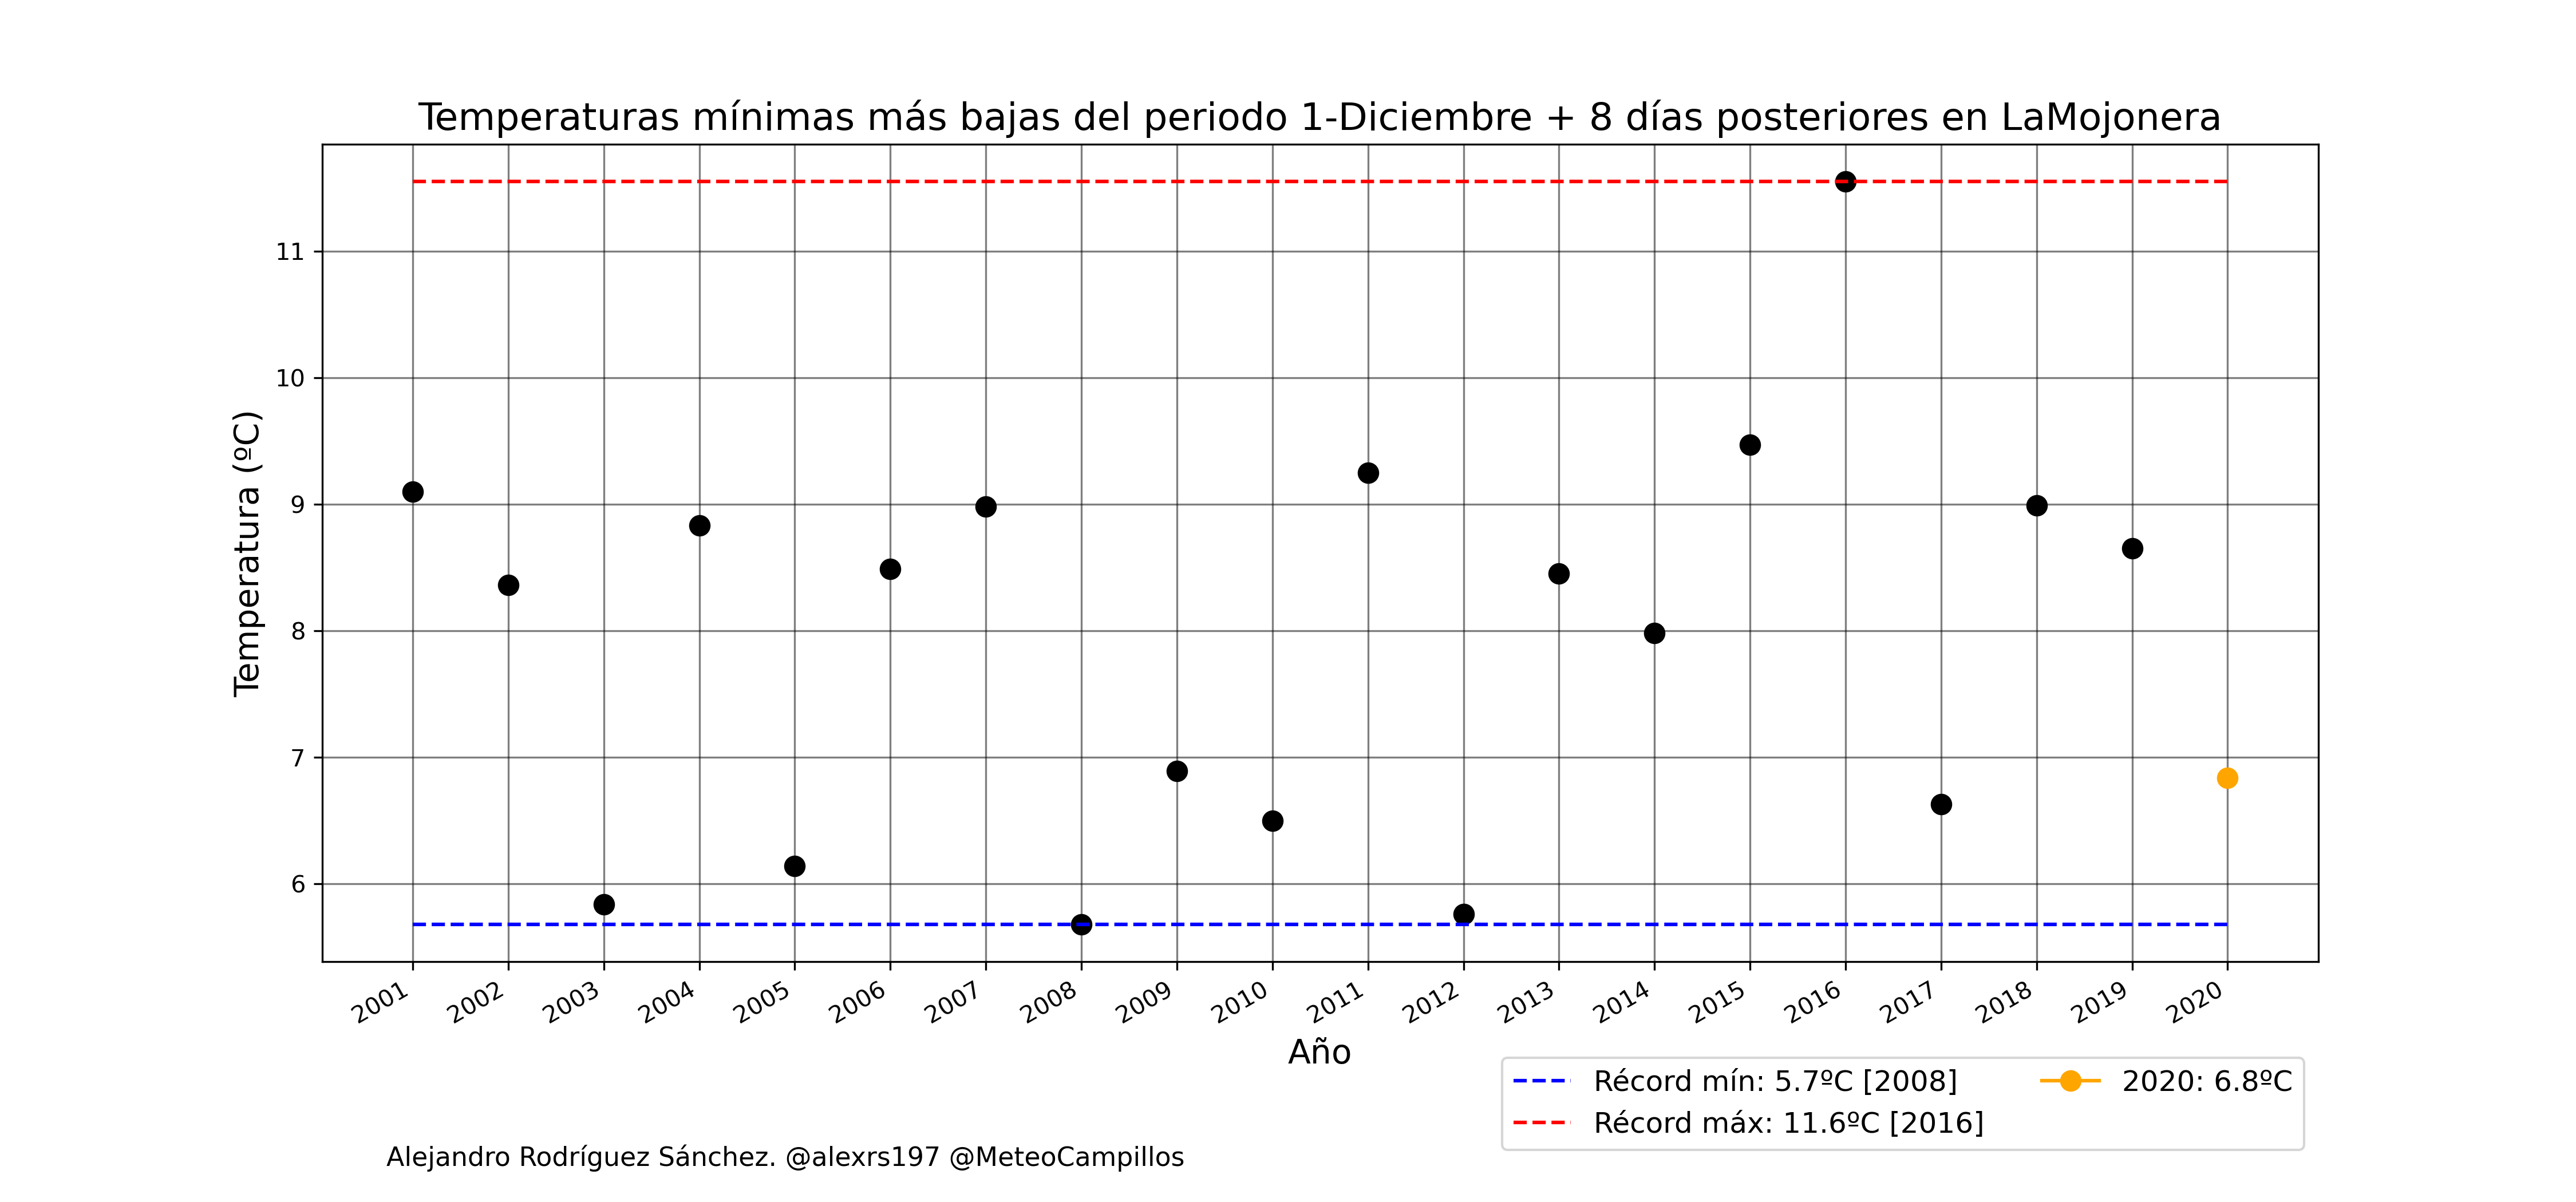 Temperaturas mínimas más bajas del periodo 1-Diciembre + 8 días posteriores en LaMojonera
Temperatura (ºC)
11
10
9
8
7
6
2001 2002 2003 2004 2005 2006 2007 2008 2009 2010 2011 2012 2013 2014 2015 2016 2017 2018 2019 2020
Año
Récord mín: 5.7ºC [2008]
Récord máx: 11.6ºC [2016]
2020: 6.8ºC
Alejandro Rodríguez Sánchez. @alexrs197 @MeteoCampillos